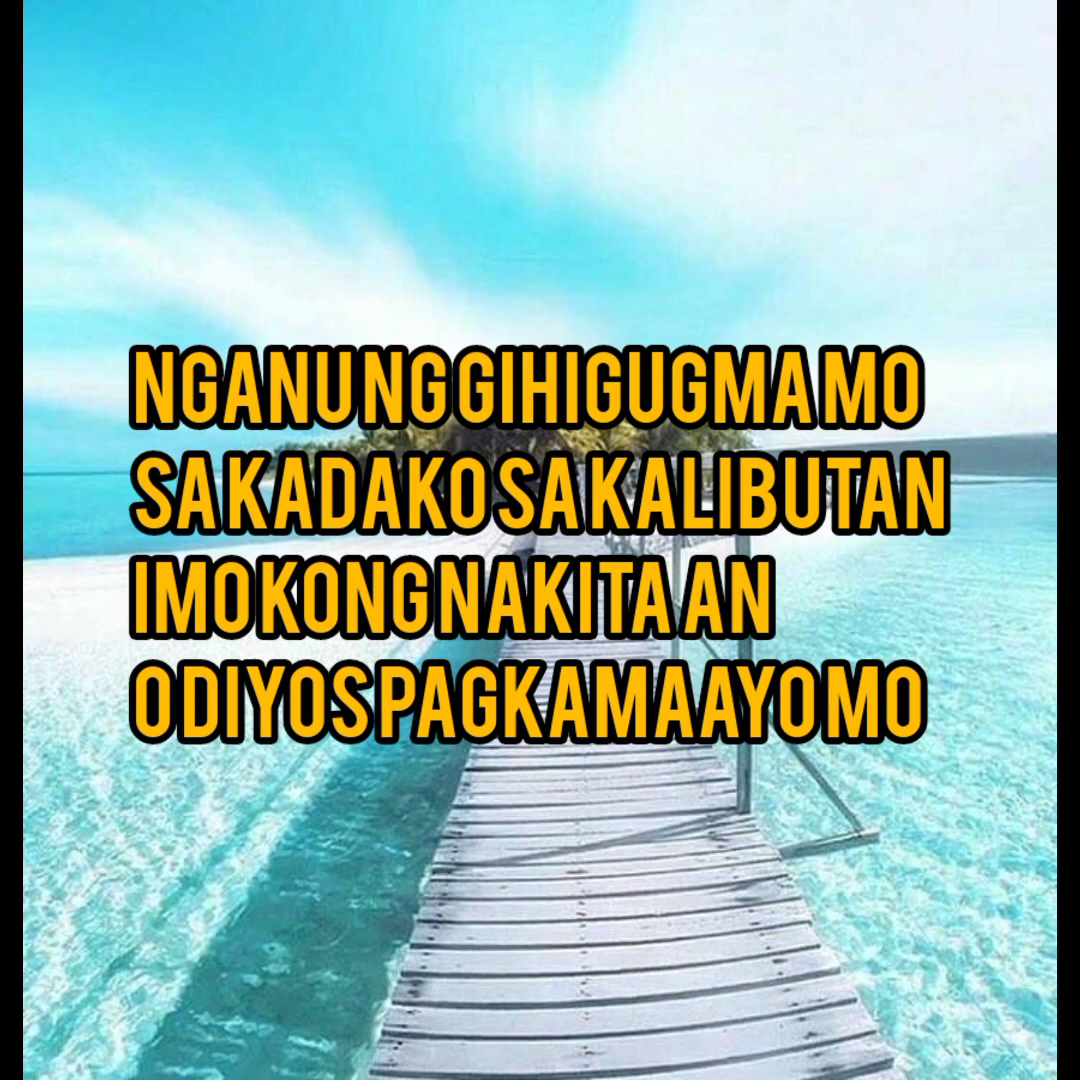 NGANUNG GIHIGUGMA MO
SA KADAKO SA KALIBUTAN
IMO KONG NAKITA AN
O DIYOS PAGKAMAAYO MO